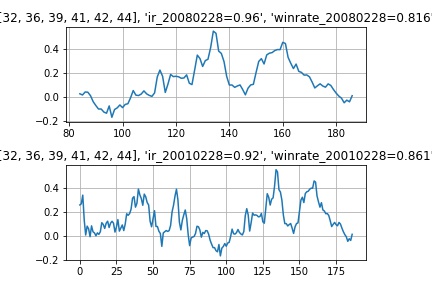 [32, 36, 39, 41, 42, 44], 'ir_20080228=0.96', 'winrate_20080228=0.816'
0.4
0.2
0.0
−0.2
80 100 120 140 160 180
[32, 36, 39, 41, 42, 44], 'ir_20010228=0.92', 'winrate_20010228=0.861'
0.4
0.2
0.0
−0.2
0 25 50 75 100 125 150 175